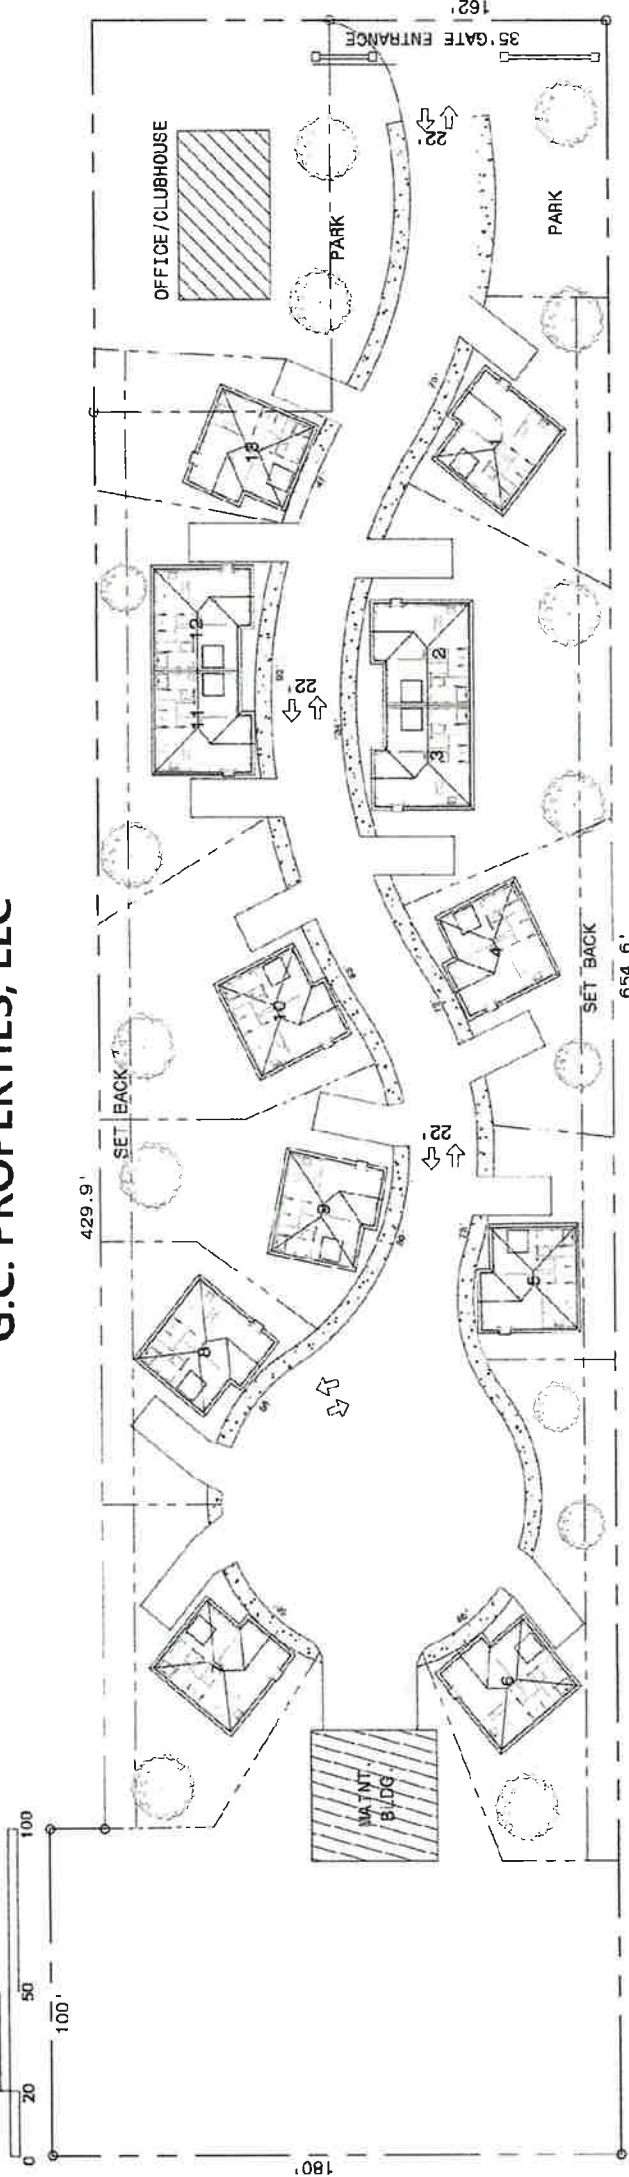 G.C. PROPERTIES, LLC
162'
35' GATE ENTRANCE
OFFICE/CLUBHOUSE
22'
PARK
PARK
13
1
12
11
22'
2
3
10
4
SET BACK
654.6'
SET BACK
429.9'
22'
9
5
8
7
6
MAINT.
BLDG.
0 20 50 100
100'
180'